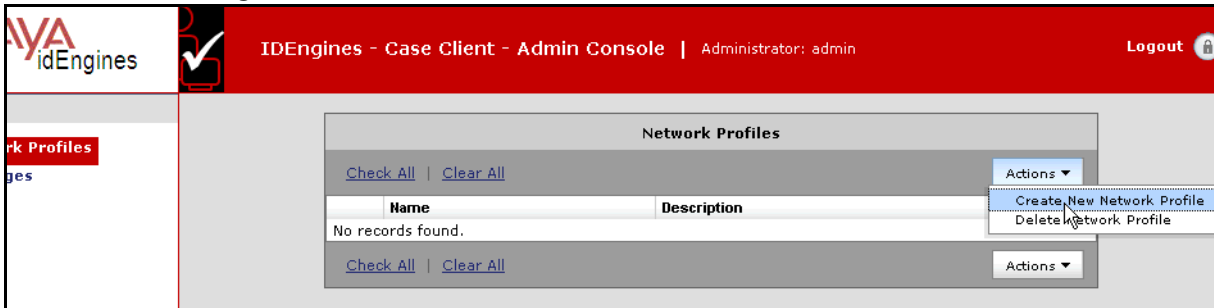 AVAYA
idEngines
IDEngines - Case Client - Admin Console | Administrator: admin
Logout
rk Profiles
ges
Network Profiles
Check All | Clear All
Actions ▼
Name Description
Create New Network Profile
Delete Network Profile
No records found.
Check All | Clear All
Actions ▼